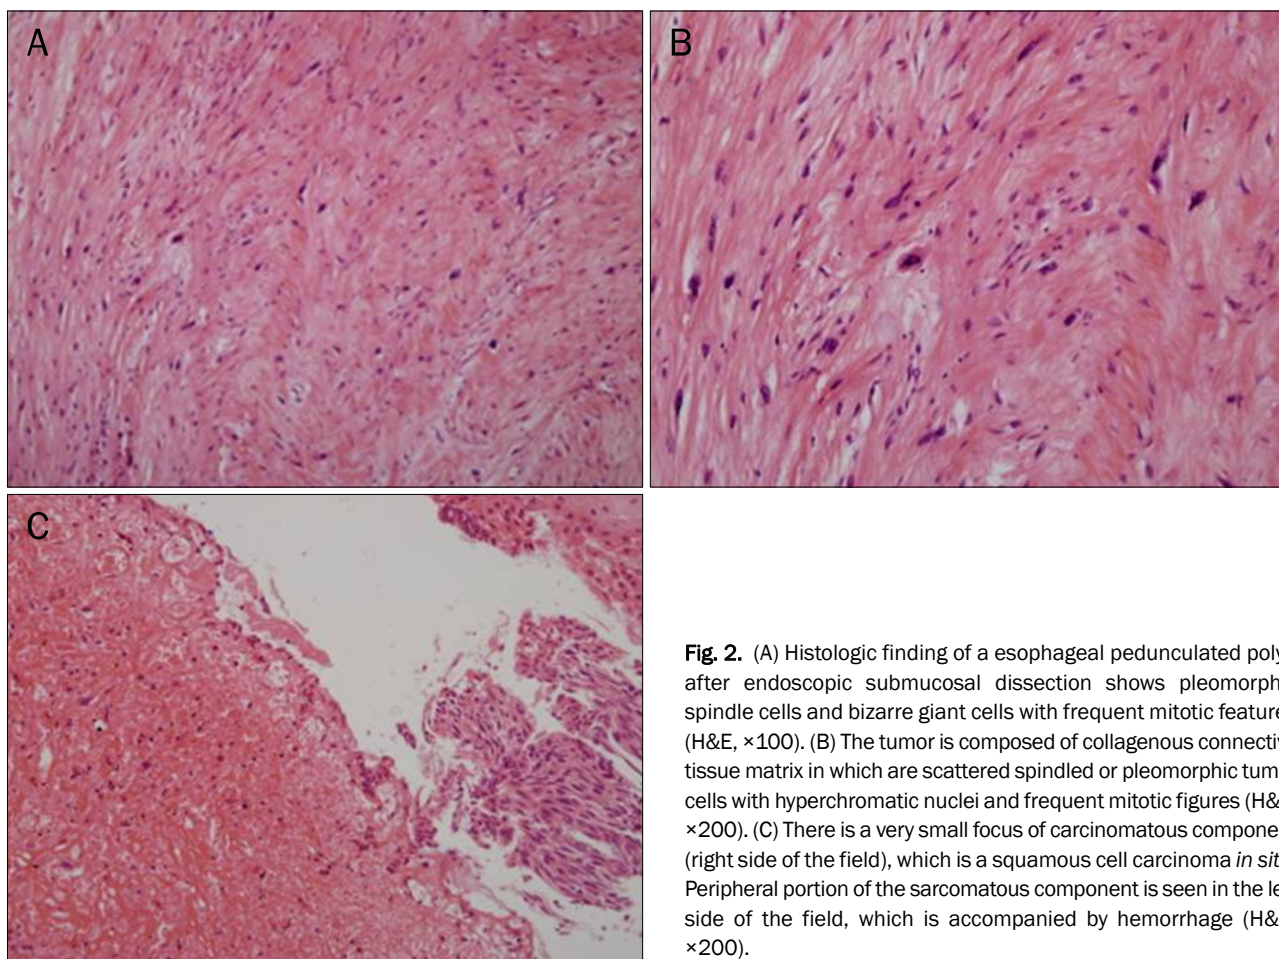 A
B
C
Fig. 2. (A) Histologic finding of a esophageal pedunculated poly
after endoscopic submucosal dissection shows pleomorph
spindle cells and bizarre giant cells with frequent mitotic feature
(H&E, ×100). (B) The tumor is composed of collagenous connectiv
tissue matrix in which are scattered spindled or pleomorphic tum
cells with hyperchromatic nuclei and frequent mitotic figures (H&
×200). (C) There is a very small focus of carcinomatous compone
(right side of the field), which is a squamous cell carcinoma in sit
Peripheral portion of the sarcomatous component is seen in the le
side of the field, which is accompanied by hemorrhage (H&
×200).